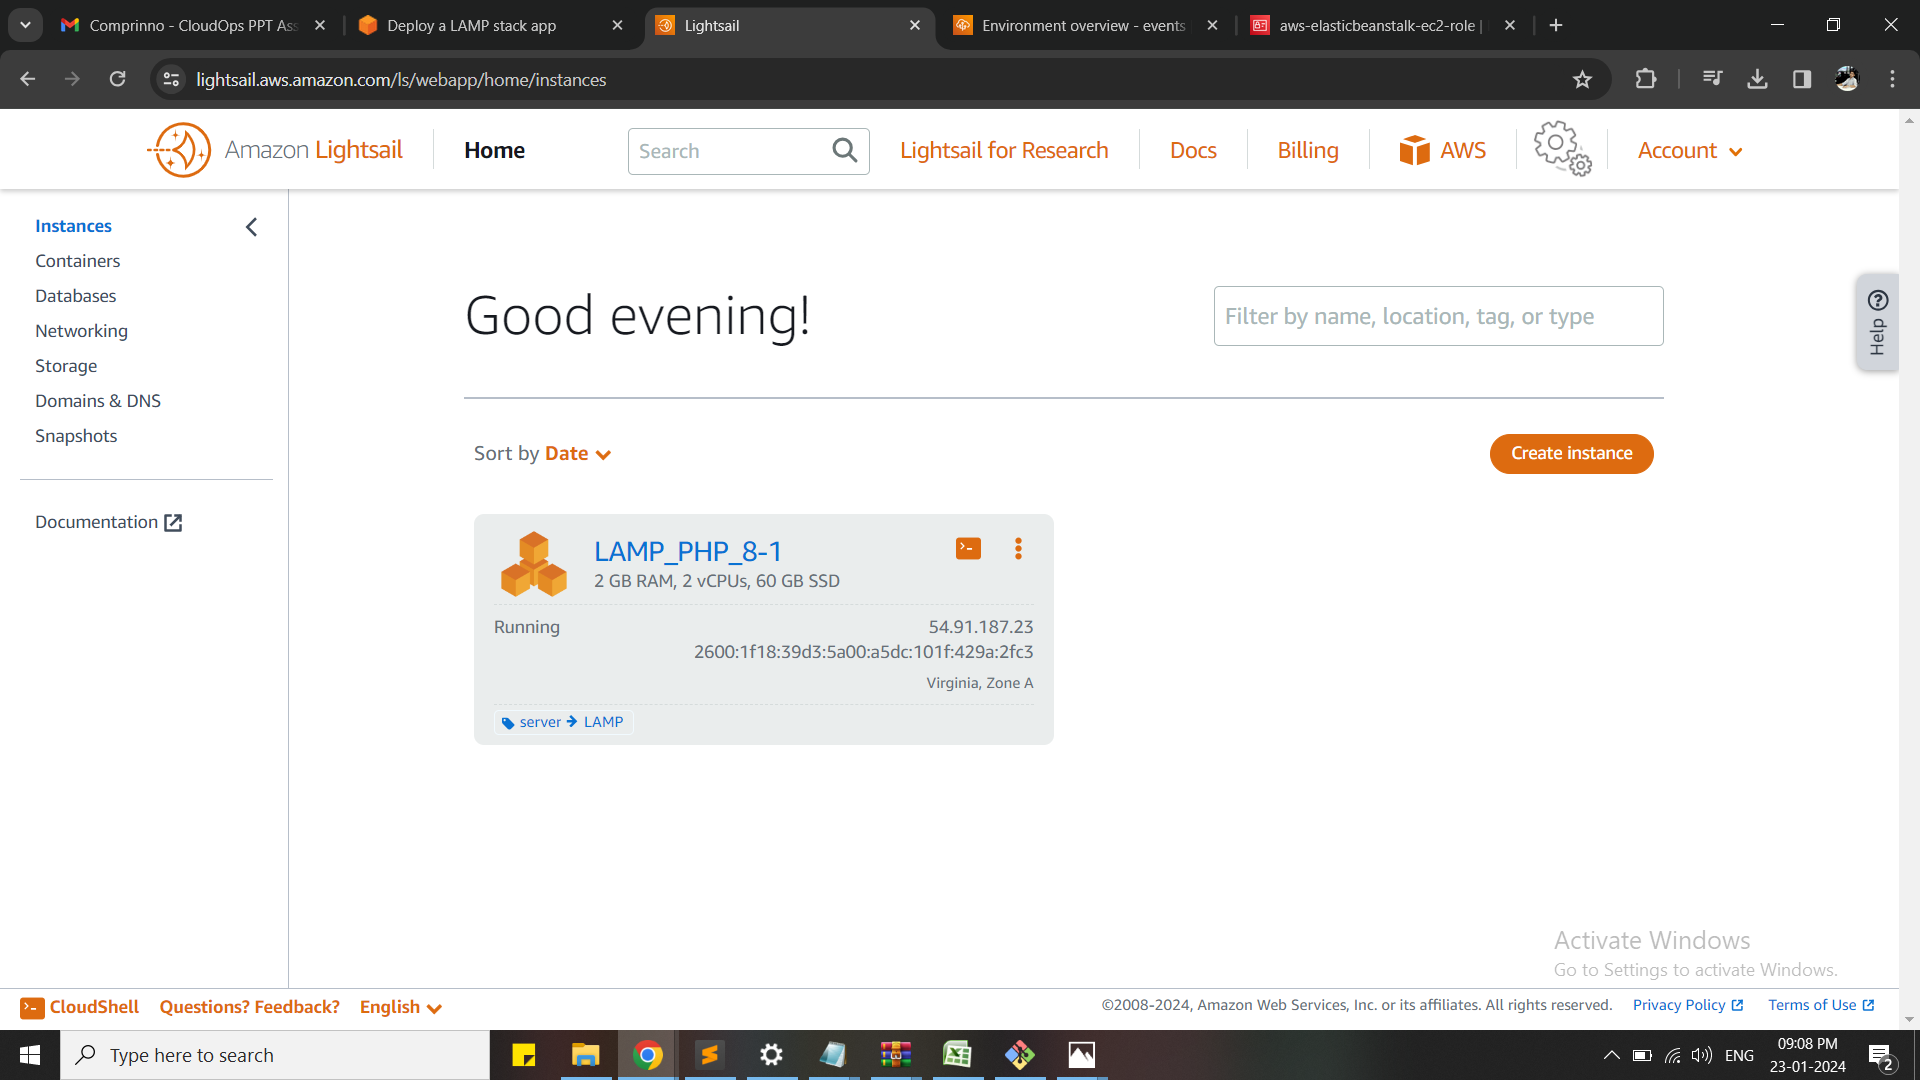 Comprinno - CloudOps PPT Ass
Deploy a LAMP stack app
Lightsail
Environment overview - events
aws-elasticbeanstalk-ec2-role |
lightsail.aws.amazon.com/ls/webapp/home/instances
Amazon Lightsail
Home
Search
Lightsail for Research
Docs
Billing
AWS
Account
Instances
Containers
Databases
Networking
Storage
Domains & DNS
Snapshots
Documentation
Good evening!
Filter by name, location, tag, or type
Help
Sort by Date
Create instance
LAMP_PHP_8-1
2 GB RAM, 2 vCPUs, 60 GB SSD
Running
54.91.187.23
2600:1f18:39d3:5a00:a5dc:101f:429a:2fc3
Virginia, Zone A
server → LAMP
Activate Windows
Go to Settings to activate Windows.
CloudShell
Questions? Feedback?
English
©2008-2024, Amazon Web Services, Inc. or its affiliates. All rights reserved.
Privacy Policy
Terms of Use
Type here to search
ENG
09:08 PM
23-01-2024
2